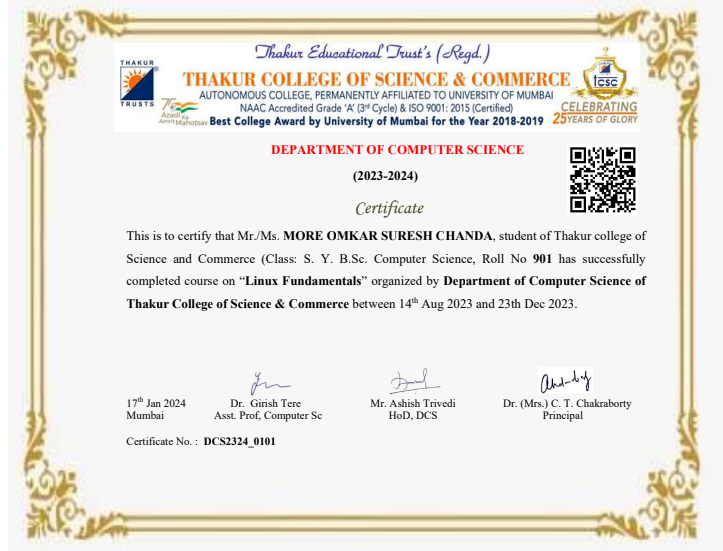 Thakur Educational Trust's (Regd.)
THAKUR
TRUSTS
THAKUR COLLEGE OF SCIENCE & COMMERCE
AUTONOMOUS COLLEGE, PERMANENTLY AFFILIATED TO UNIVERSITY OF MUMBAI
NAAC Accredited Grade 'A' (3rd Cycle) & ISO 9001: 2015 (Certified)
Best College Award by University of Mumbai for the Year 2018-2019
75
Azadi Ka
Amrit Mahotsav
tcsc
CELEBRATING
25 YEARS OF GLORY
DEPARTMENT OF COMPUTER SCIENCE
(2023-2024)
Certificate
This is to certify that Mr./Ms. MORE OMKAR SURESH CHANDA, student of Thakur college of
Science and Commerce (Class: S. Y. B.Sc. Computer Science, Roll No 901 has successfully
completed course on “Linux Fundamentals” organized by Department of Computer Science of
Thakur College of Science & Commerce between 14th Aug 2023 and 23th Dec 2023.
17th Jan 2024
Mumbai
Dr. Girish Tere
Asst. Prof, Computer Sc
Mr. Ashish Trivedi
HoD, DCS
Dr. (Mrs.) C. T. Chakraborty
Principal
Certificate No. : DCS2324_0101